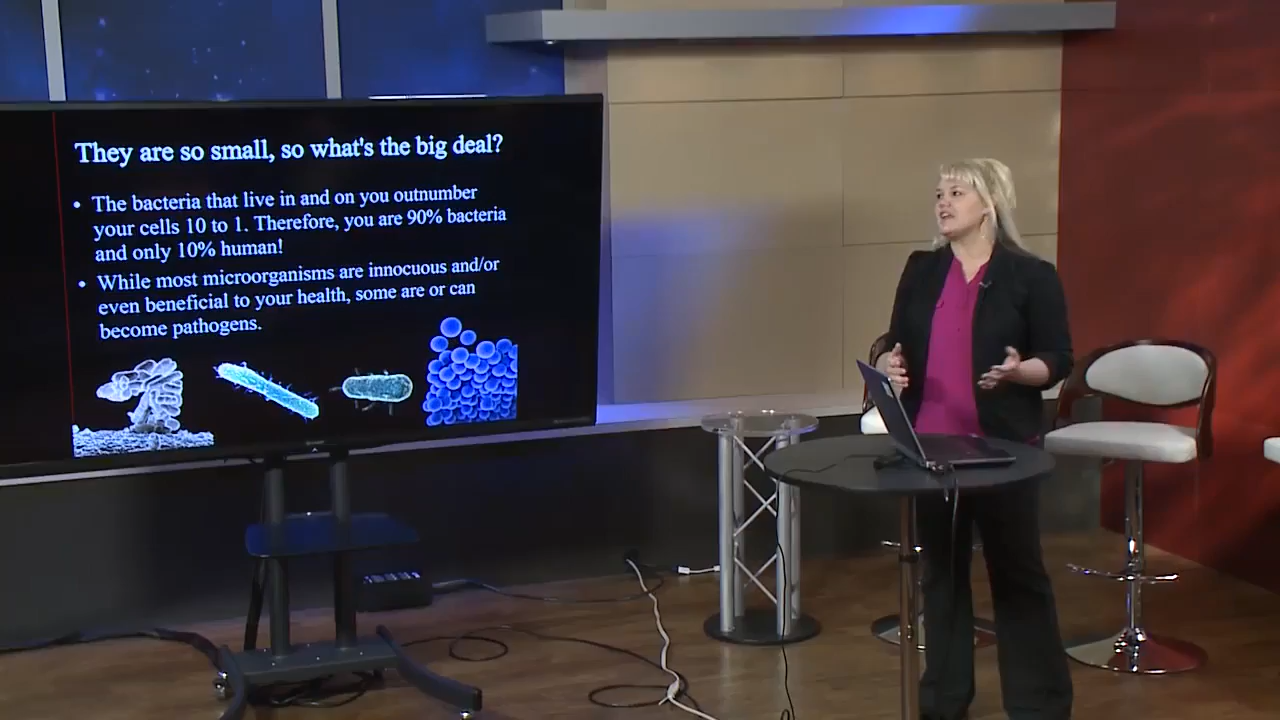 They are so small, so what's the big deal?
• The bacteria that live in and on you outnumber
your cells 10 to 1. Therefore, you are 90% bacteria
and only 10% human!
• While most microorganisms are innocuous and/or
even beneficial to your health, some are or can
become pathogens.